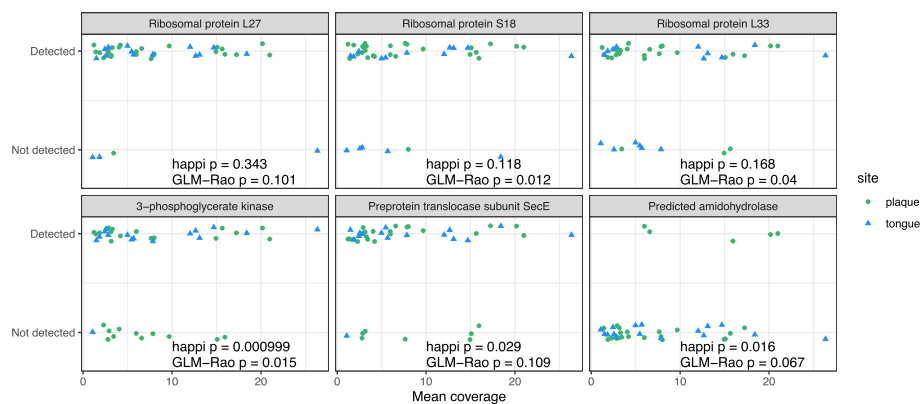 Ribosomal protein L27
Ribosomal protein S18
Ribosomal protein L33
Detected
Not detected
happi p = 0.343
GLM−Rao p = 0.101
happi p = 0.118
GLM−Rao p = 0.012
happi p = 0.168
GLM−Rao p = 0.04
3−phosphoglycerate kinase
Preprotein translocase subunit SecE
Predicted amidohydrolase
Detected
Not detected
happi p = 0.000999
GLM−Rao p = 0.015
happi p = 0.029
GLM−Rao p = 0.109
happi p = 0.016
GLM−Rao p = 0.067
0 10 20 0 10 20 0 10 20
Mean coverage
site
plaque
tongue